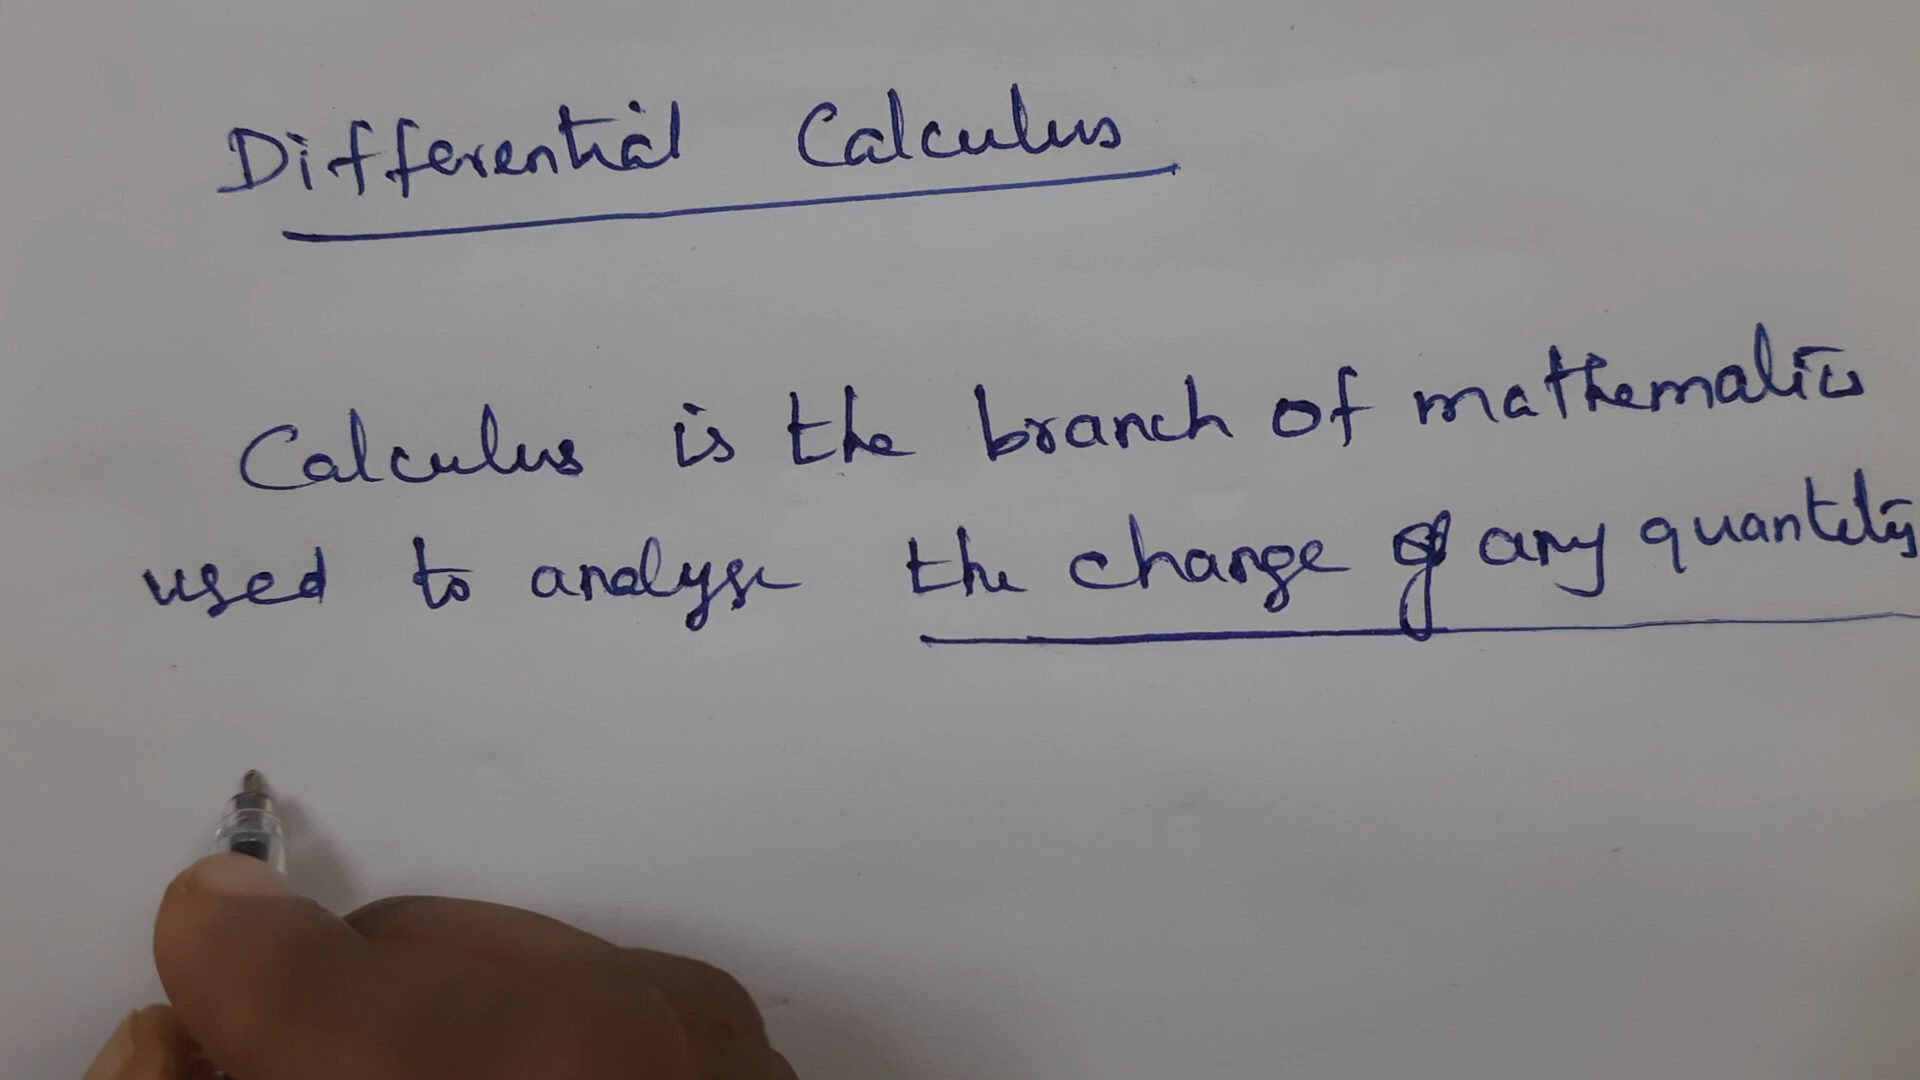 Differential Calculus
Calculus is the branch of mathematics
used to analyse the change of any quantity